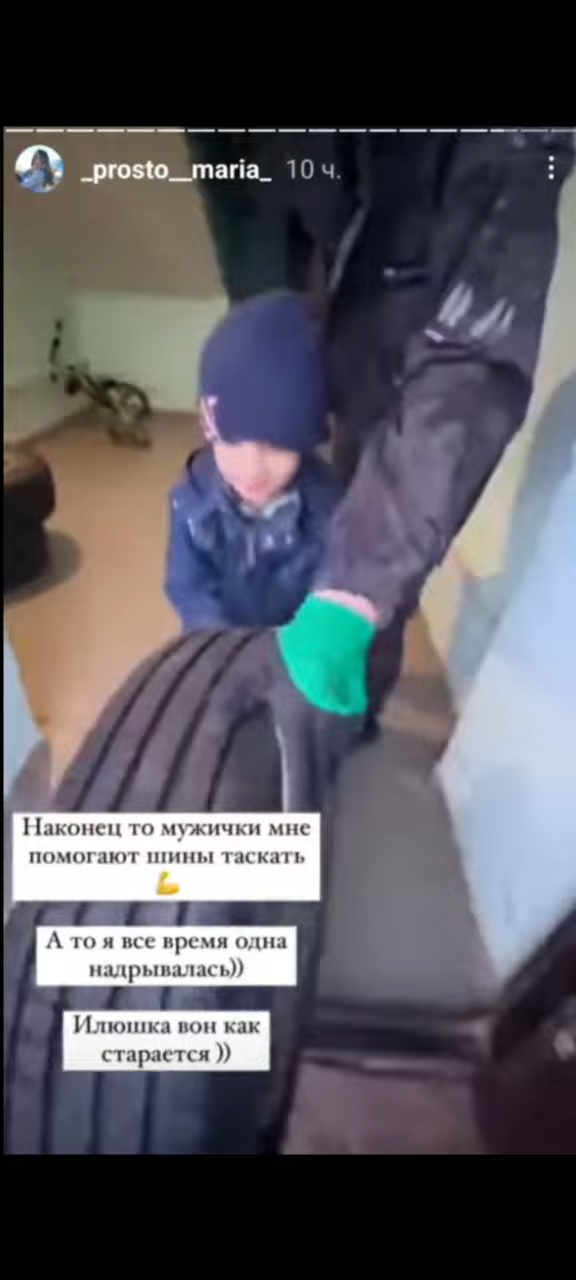 _prosto__maria_ 10 ч.
Наконец то мужички мне
помогают шины таскать
💪
А то я все время одна
надрывалась))
Илюшка вон как
старается ))